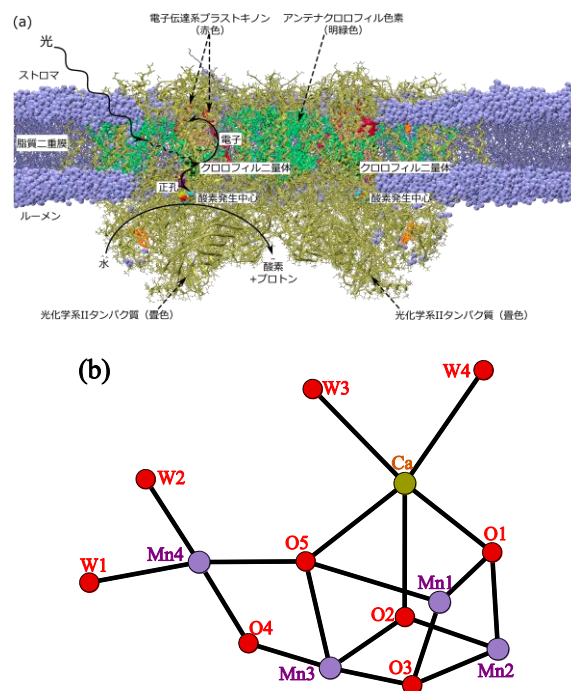 (a)
電子伝達系プラストキノン
(赤色)
アンテナクロロフィル色素
(明緑色)
光
ストロマ
脂質二重膜
電子
クロロフィル二量体
クロロフィル二量体
正孔
酸素発生中心
酸素発生中心
ルーメン
水
酸素
+プロトン
光化学系IIタンパク質(畳色)
光化学系IIタンパク質(畳色)
(b)
W3
W4
Ca
W2
O1
Mn4
O5
W1
Mn1
O2
O4
Mn3
O3
Mn2